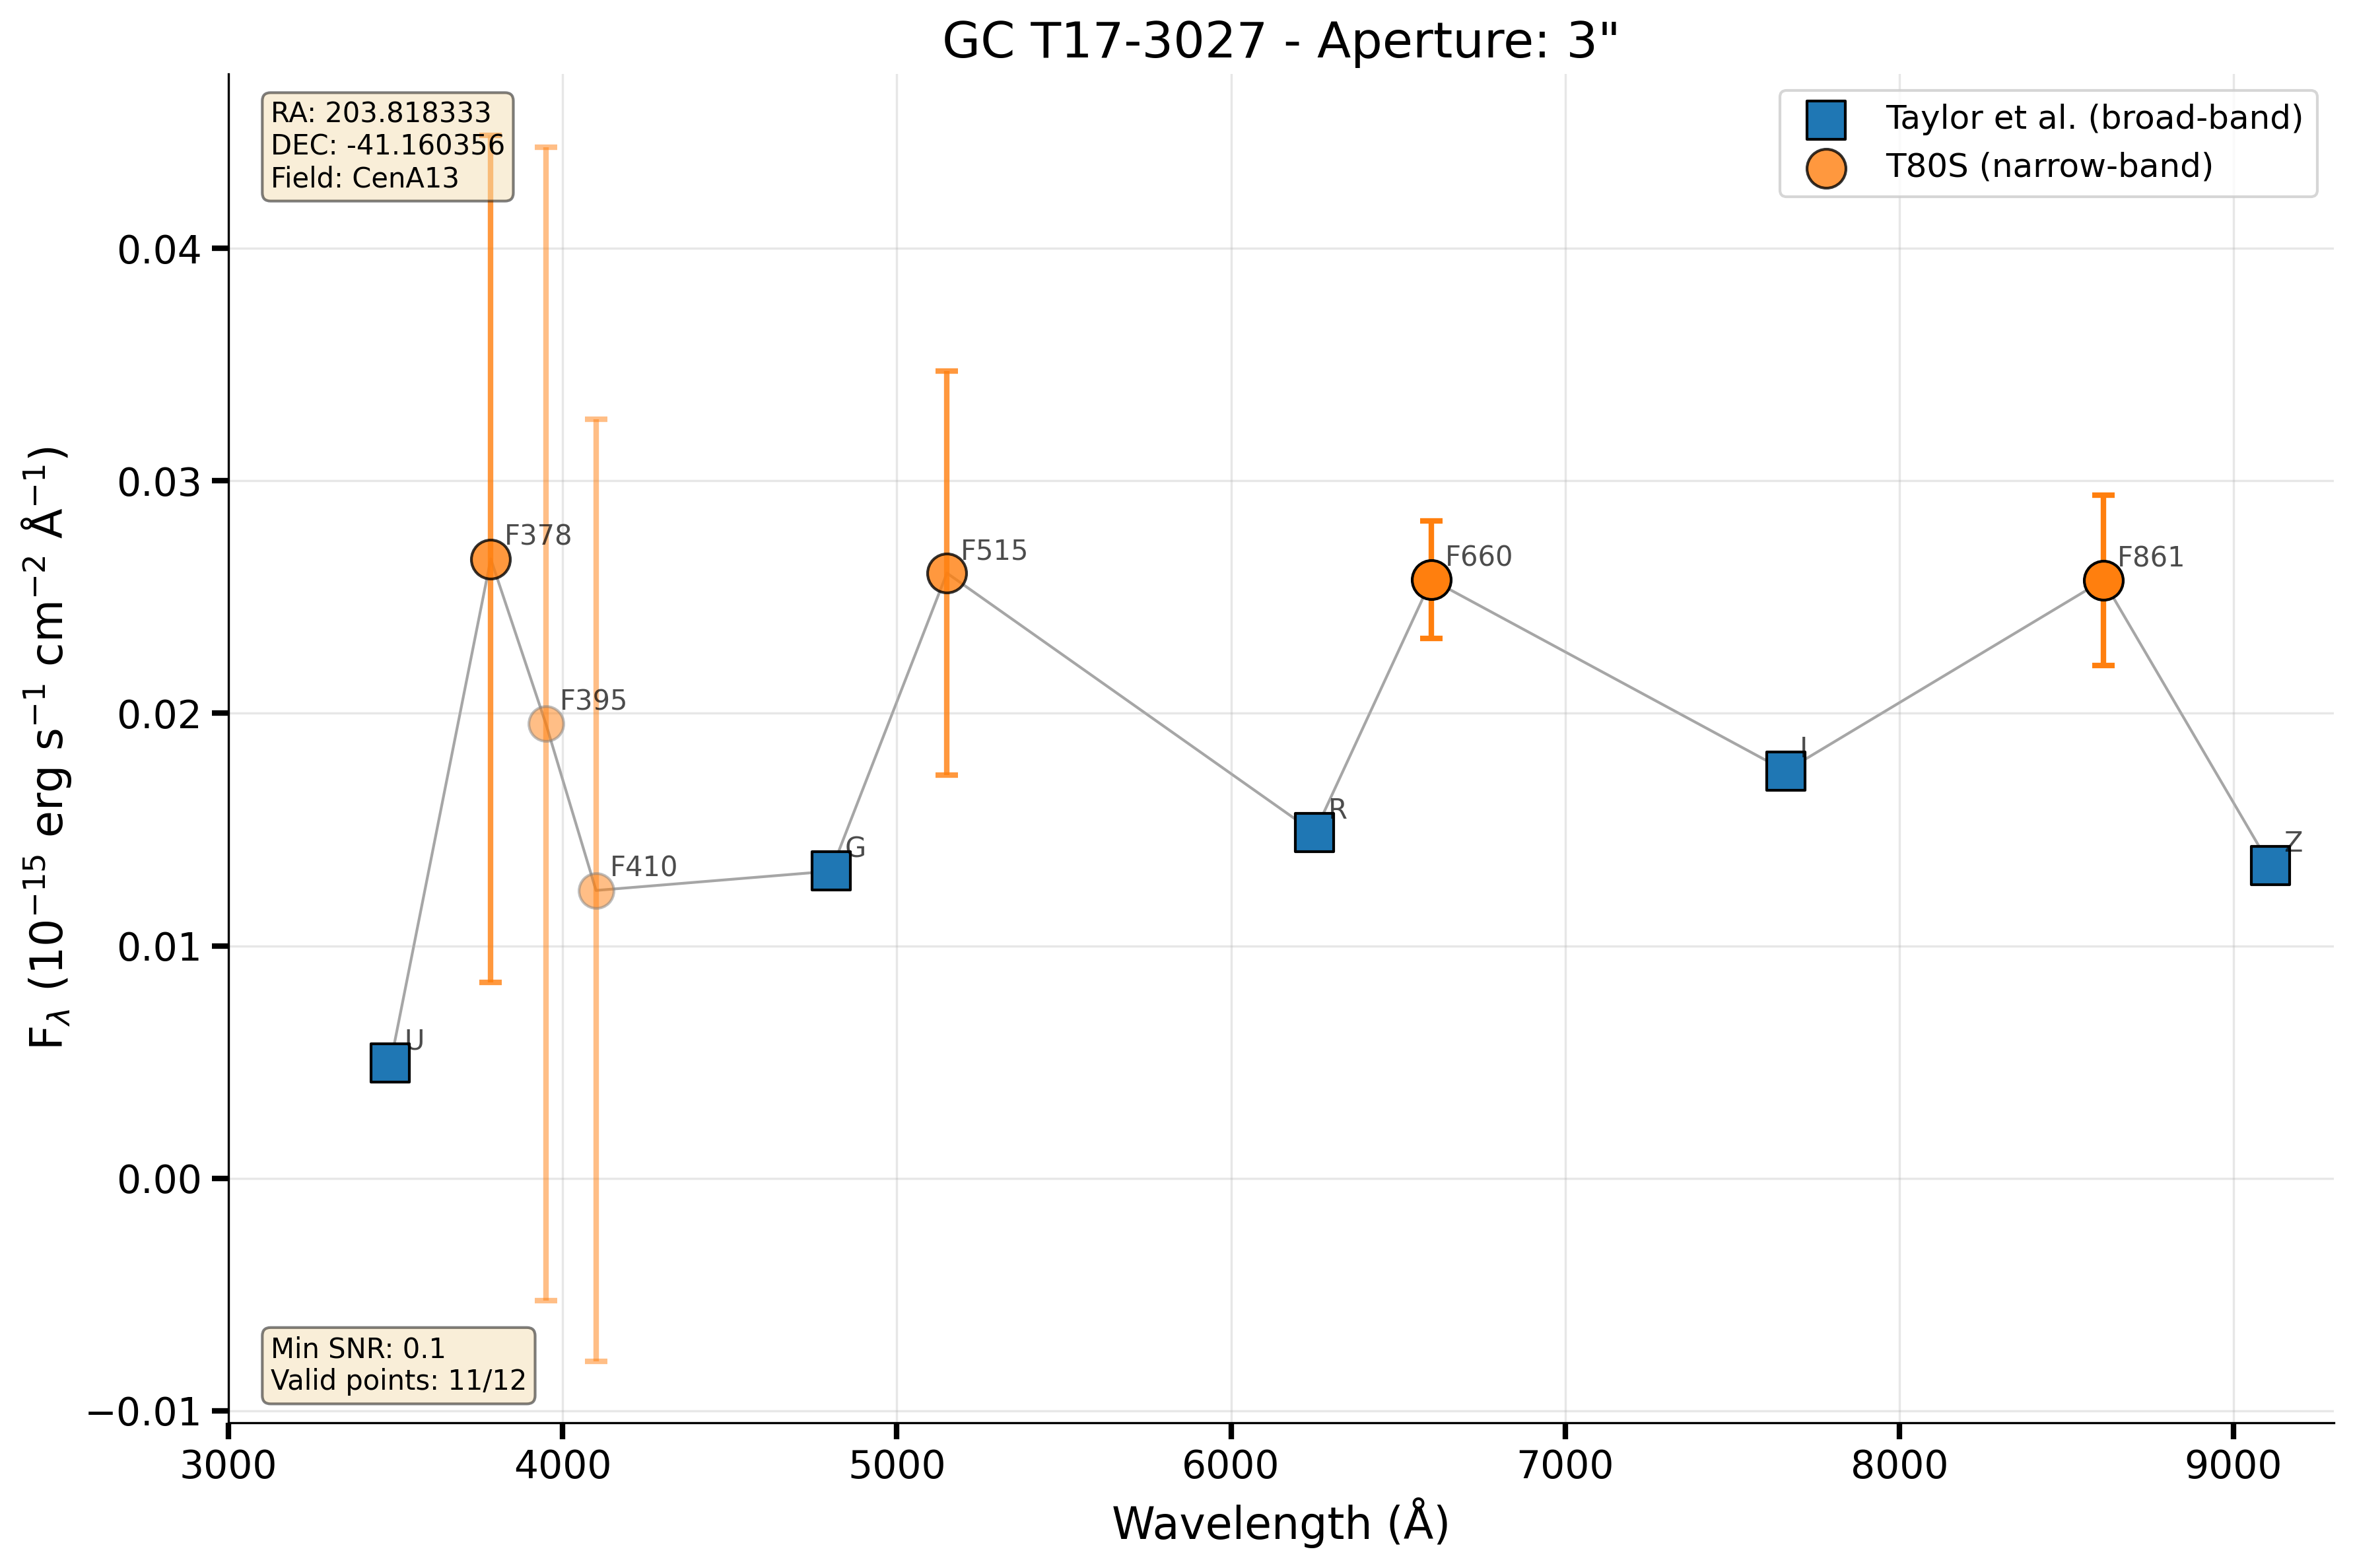 GC T17-3027 - Aperture: 3"
RA: 203.818333
DEC: -41.160356
Field: CenA13
Taylor et al. (broad-band)
T80S (narrow-band)
F_λ (10⁻¹⁵ erg s⁻¹ cm⁻² Å⁻¹)
0.04
0.03
0.02
0.01
0.00
−0.01
F378
F515
F660
F861
F395
I
R
Z
G
F410
U
Min SNR: 0.1
Valid points: 11/12
3000 4000 5000 6000 7000 8000 9000
Wavelength (Å)